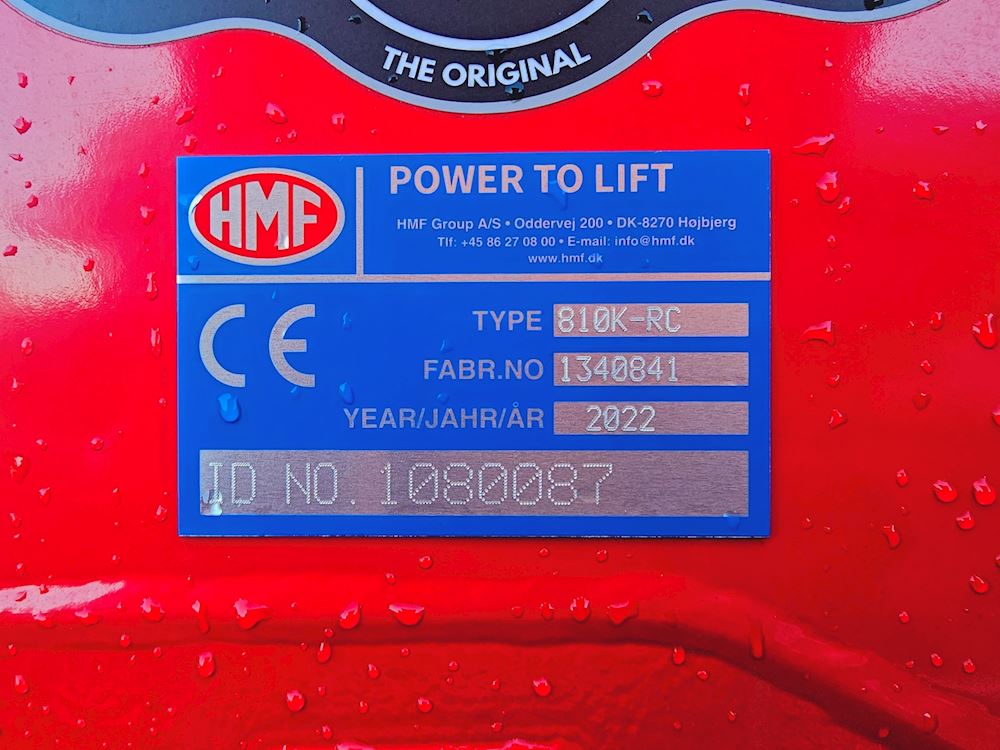 THE ORIGINAL
HMF
POWER TO LIFT
HMF Group A/S • Oddervej 200 • DK-8270 Højbjerg
Tlf: +45 86 27 08 00 • E-mail: info@hmf.dk
www.hmf.dk
CE
TYPE 810K-RC
FABR.NO 1340841
YEAR/JAHR/ÅR 2022
ID NO. 1080087